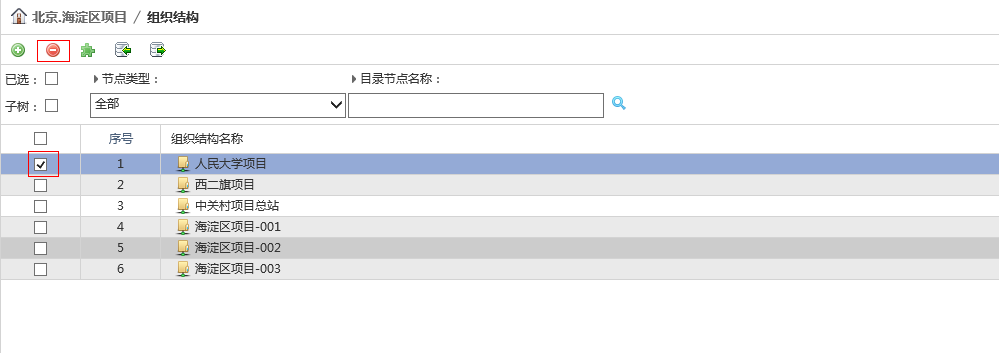 北京.海淀区项目 / 组织结构
已选： 节点类型： 目录节点名称：
子树： 全部
序号 组织结构名称
1 人民大学项目
2 西二旗项目
3 中关村项目总站
4 海淀区项目-001
5 海淀区项目-002
6 海淀区项目-003